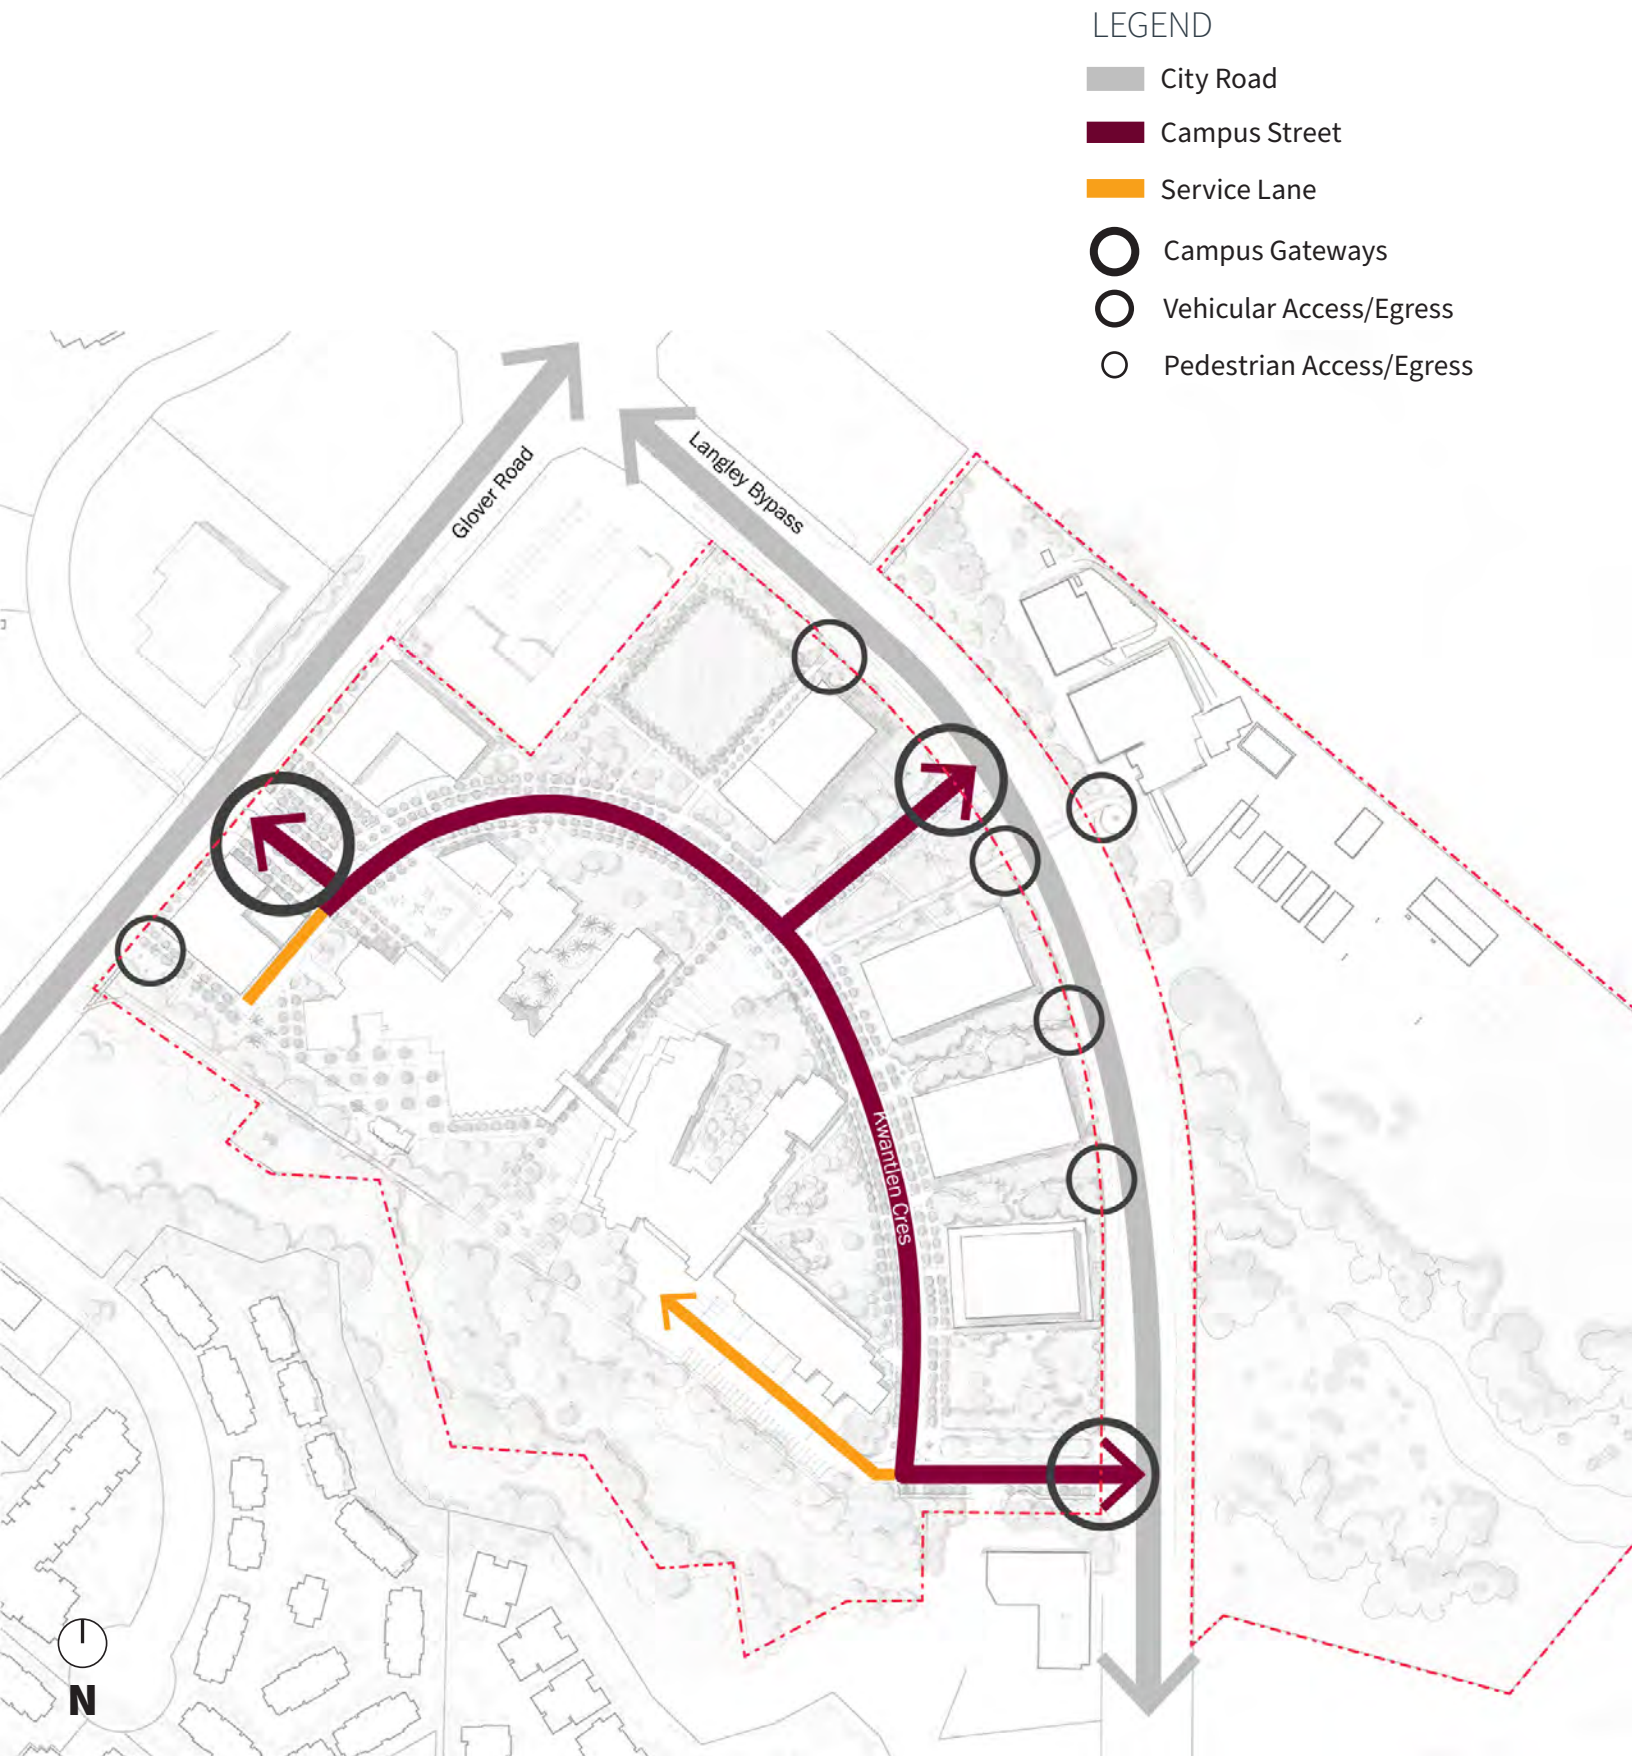 LEGEND
City Road
Campus Street
Service Lane
Campus Gateways
Vehicular Access/Egress
Pedestrian Access/Egress
Glover Road
Langley Bypass
Kwantlen Cres
N